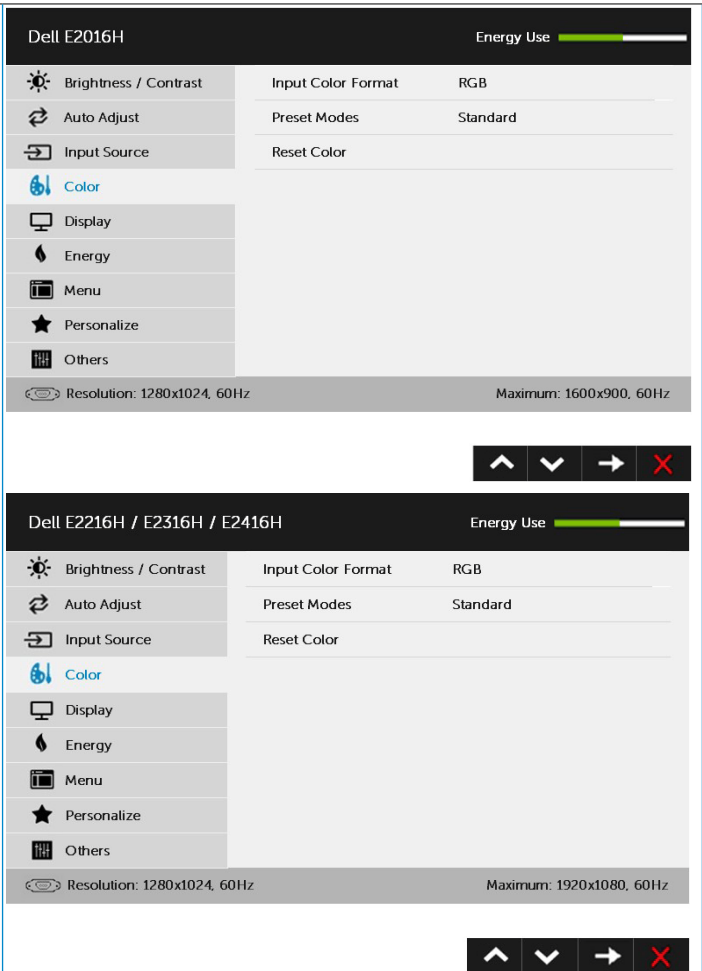 Dell E2016H Energy Use
Brightness / Contrast Input Color Format RGB
Auto Adjust Preset Modes Standard
Input Source Reset Color
Color
Display
Energy
Menu
Personalize
Others
Resolution: 1280x1024, 60Hz Maximum: 1600x900, 60Hz
Dell E2216H / E2316H / E2416H Energy Use
Brightness / Contrast Input Color Format RGB
Auto Adjust Preset Modes Standard
Input Source Reset Color
Color
Display
Energy
Menu
Personalize
Others
Resolution: 1280x1024, 60Hz Maximum: 1920x1080, 60Hz